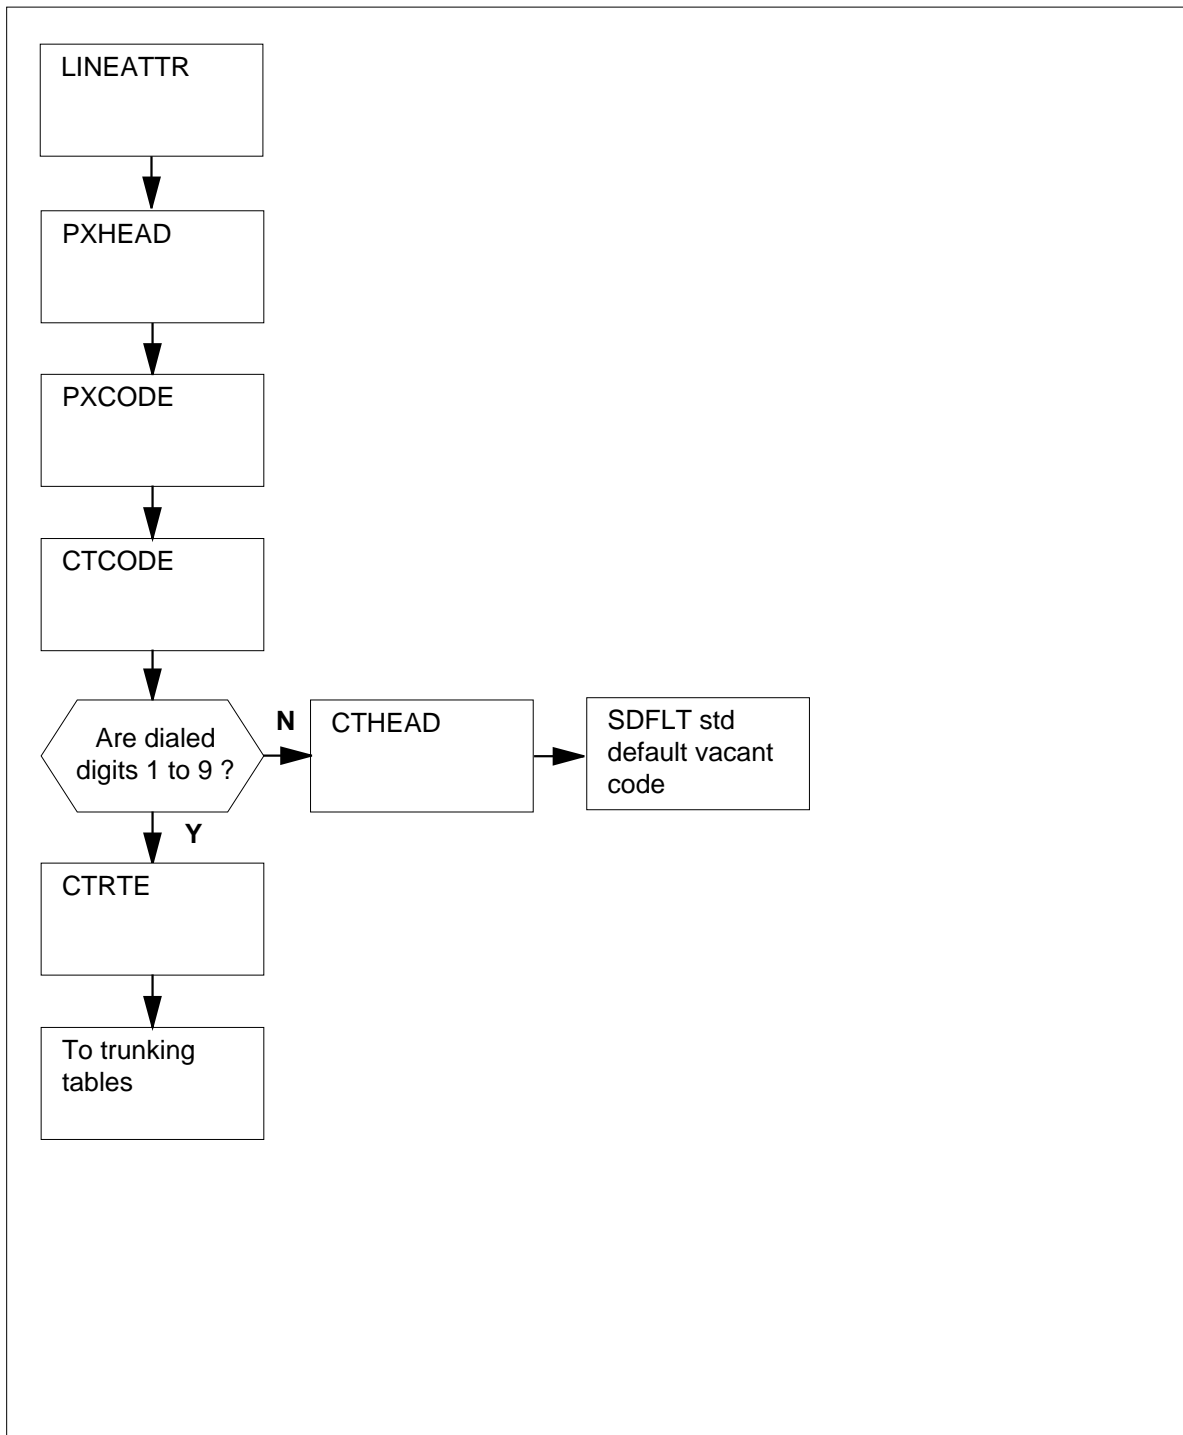 LINEATTR
PXHEAD
PXCODE
CTCODE
Are dialed
digits 1 to 9 ?
N
CTHEAD
SDFLT std
default vacant
code
Y
CTRTE
To trunking
tables